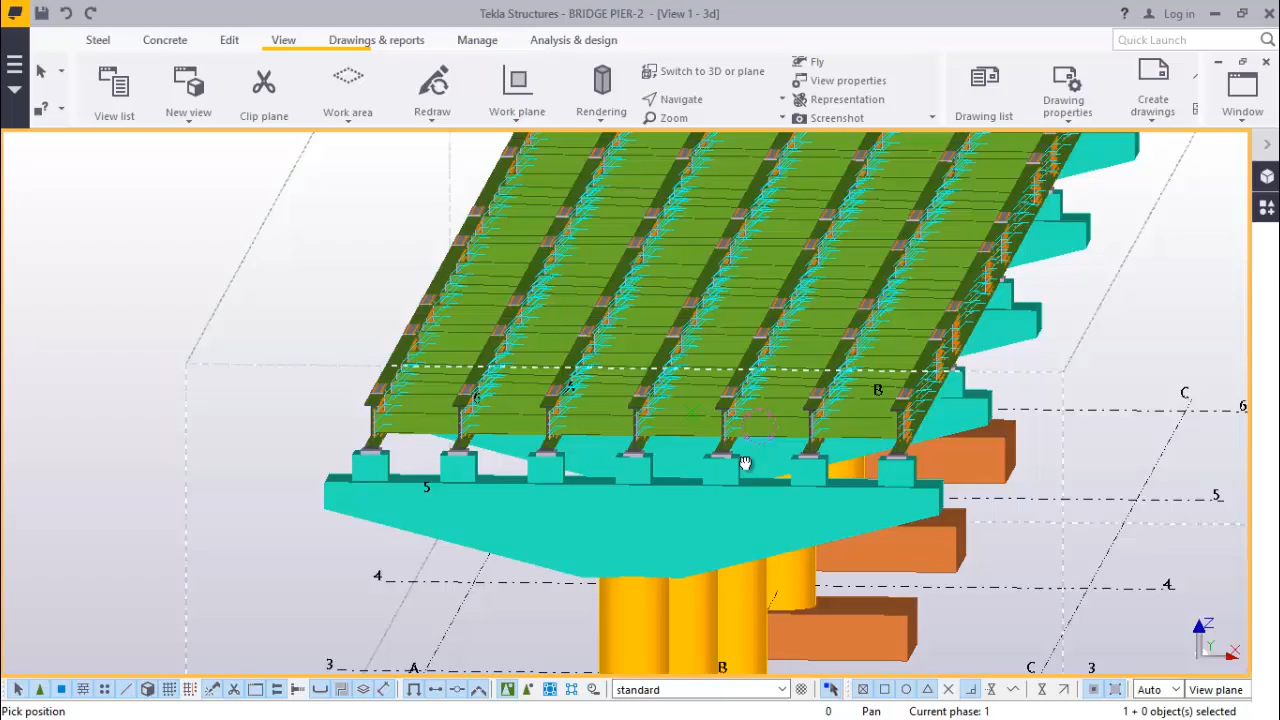 Tekla Structures - BRIDGE PIER-2 - [View 1 - 3d]
? Log in
Steel Concrete Edit View Drawings & reports Manage Analysis & design
Quick Launch
View list
New view
Clip plane
Work area
Redraw
Work plane
Rendering
Switch to 3D or plane
Navigate
Zoom
Fly
View properties
Representation
Screenshot
Drawing list
Drawing
properties
Create
drawings
Window
B
C
6
6
5
5
4
4
3
A
B
C
3
Z
Y
X
standard
Auto
View plane
Pick position
0
Pan
Current phase: 1
1 + 0 object(s) selected